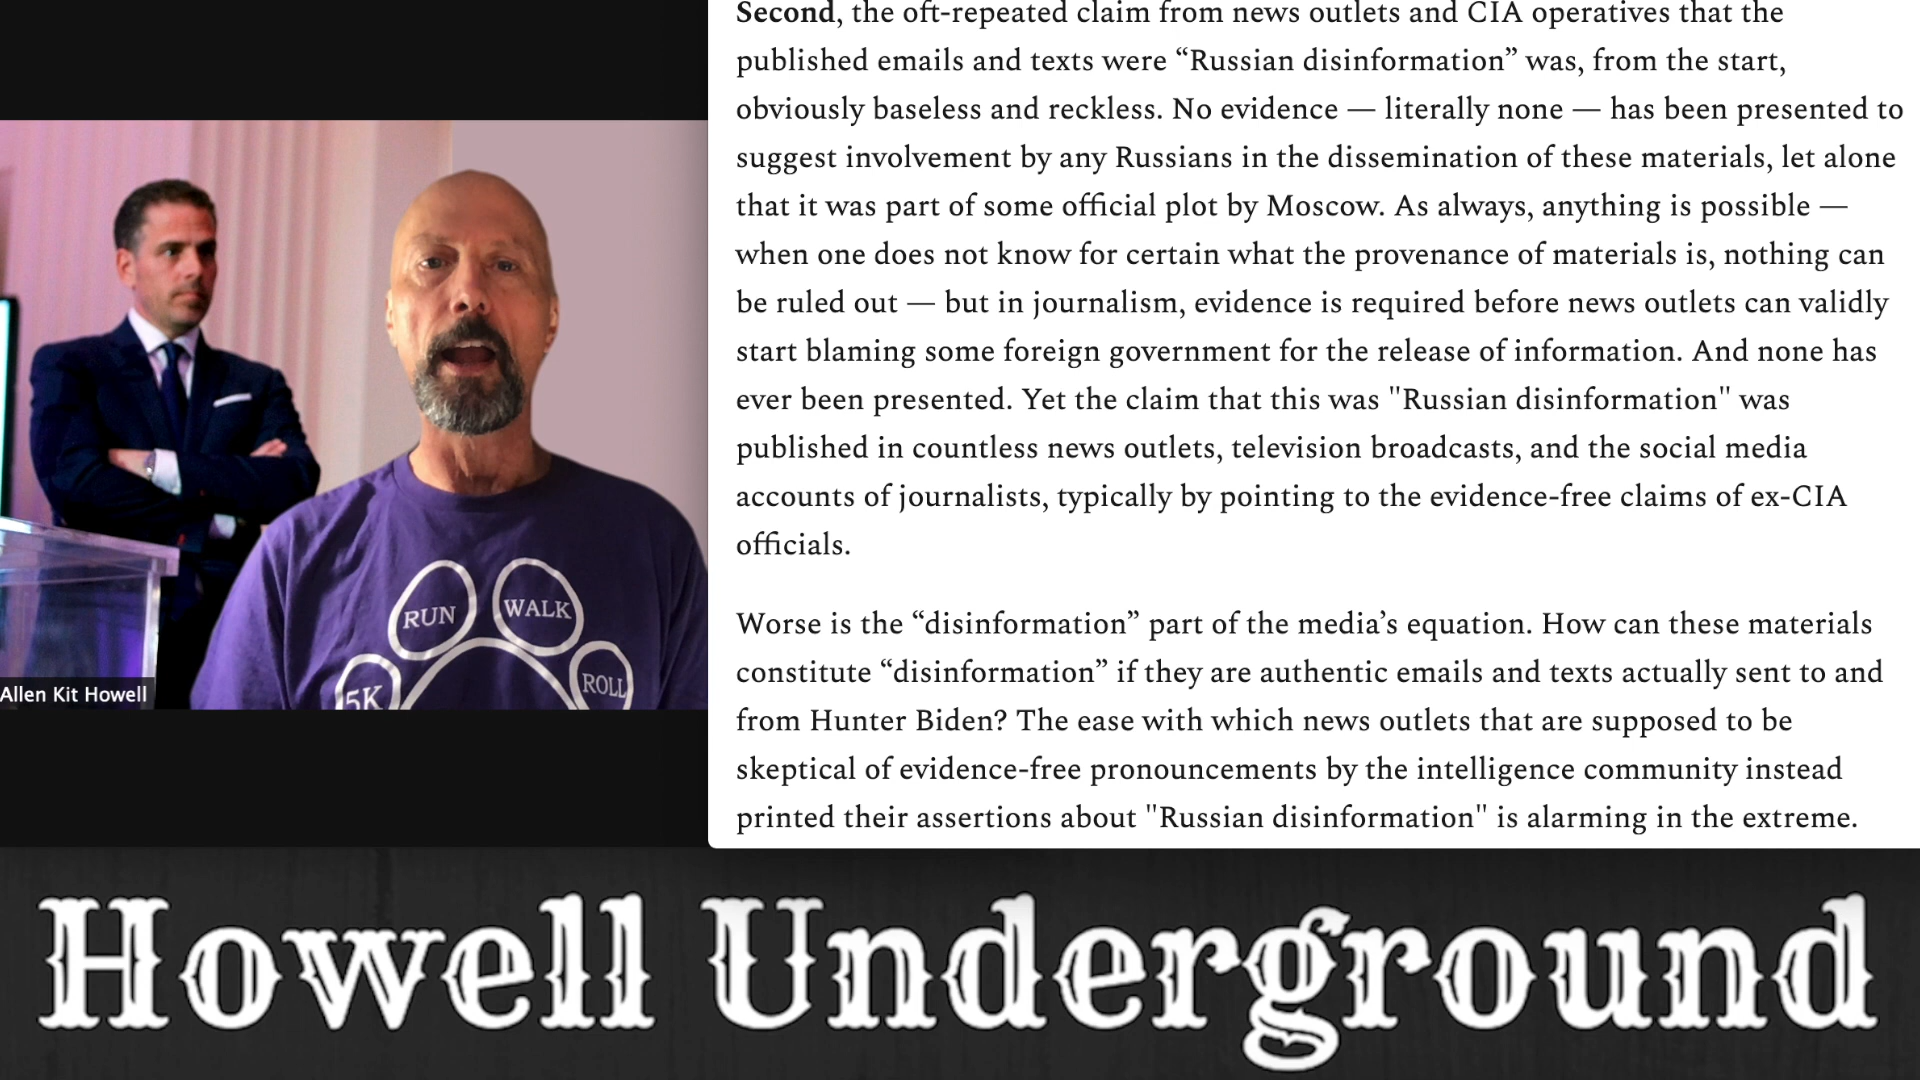 Second, the oft-repeated claim from news outlets and CIA operatives that the
published emails and texts were “Russian disinformation” was, from the start,
obviously baseless and reckless. No evidence — literally none — has been presented to
suggest involvement by any Russians in the dissemination of these materials, let alone
that it was part of some official plot by Moscow. As always, anything is possible —
when one does not know for certain what the provenance of materials is, nothing can
be ruled out — but in journalism, evidence is required before news outlets can validly
start blaming some foreign government for the release of information. And none has
ever been presented. Yet the claim that this was "Russian disinformation" was
published in countless news outlets, television broadcasts, and the social media
accounts of journalists, typically by pointing to the evidence-free claims of ex-CIA
officials.
Worse is the “disinformation” part of the media’s equation. How can these materials
constitute “disinformation” if they are authentic emails and texts actually sent to and
from Hunter Biden? The ease with which news outlets that are supposed to be
skeptical of evidence-free pronouncements by the intelligence community instead
printed their assertions about "Russian disinformation" is alarming in the extreme.
RUN WALK
5K ROLL
Allen Kit Howell
Howell Underground